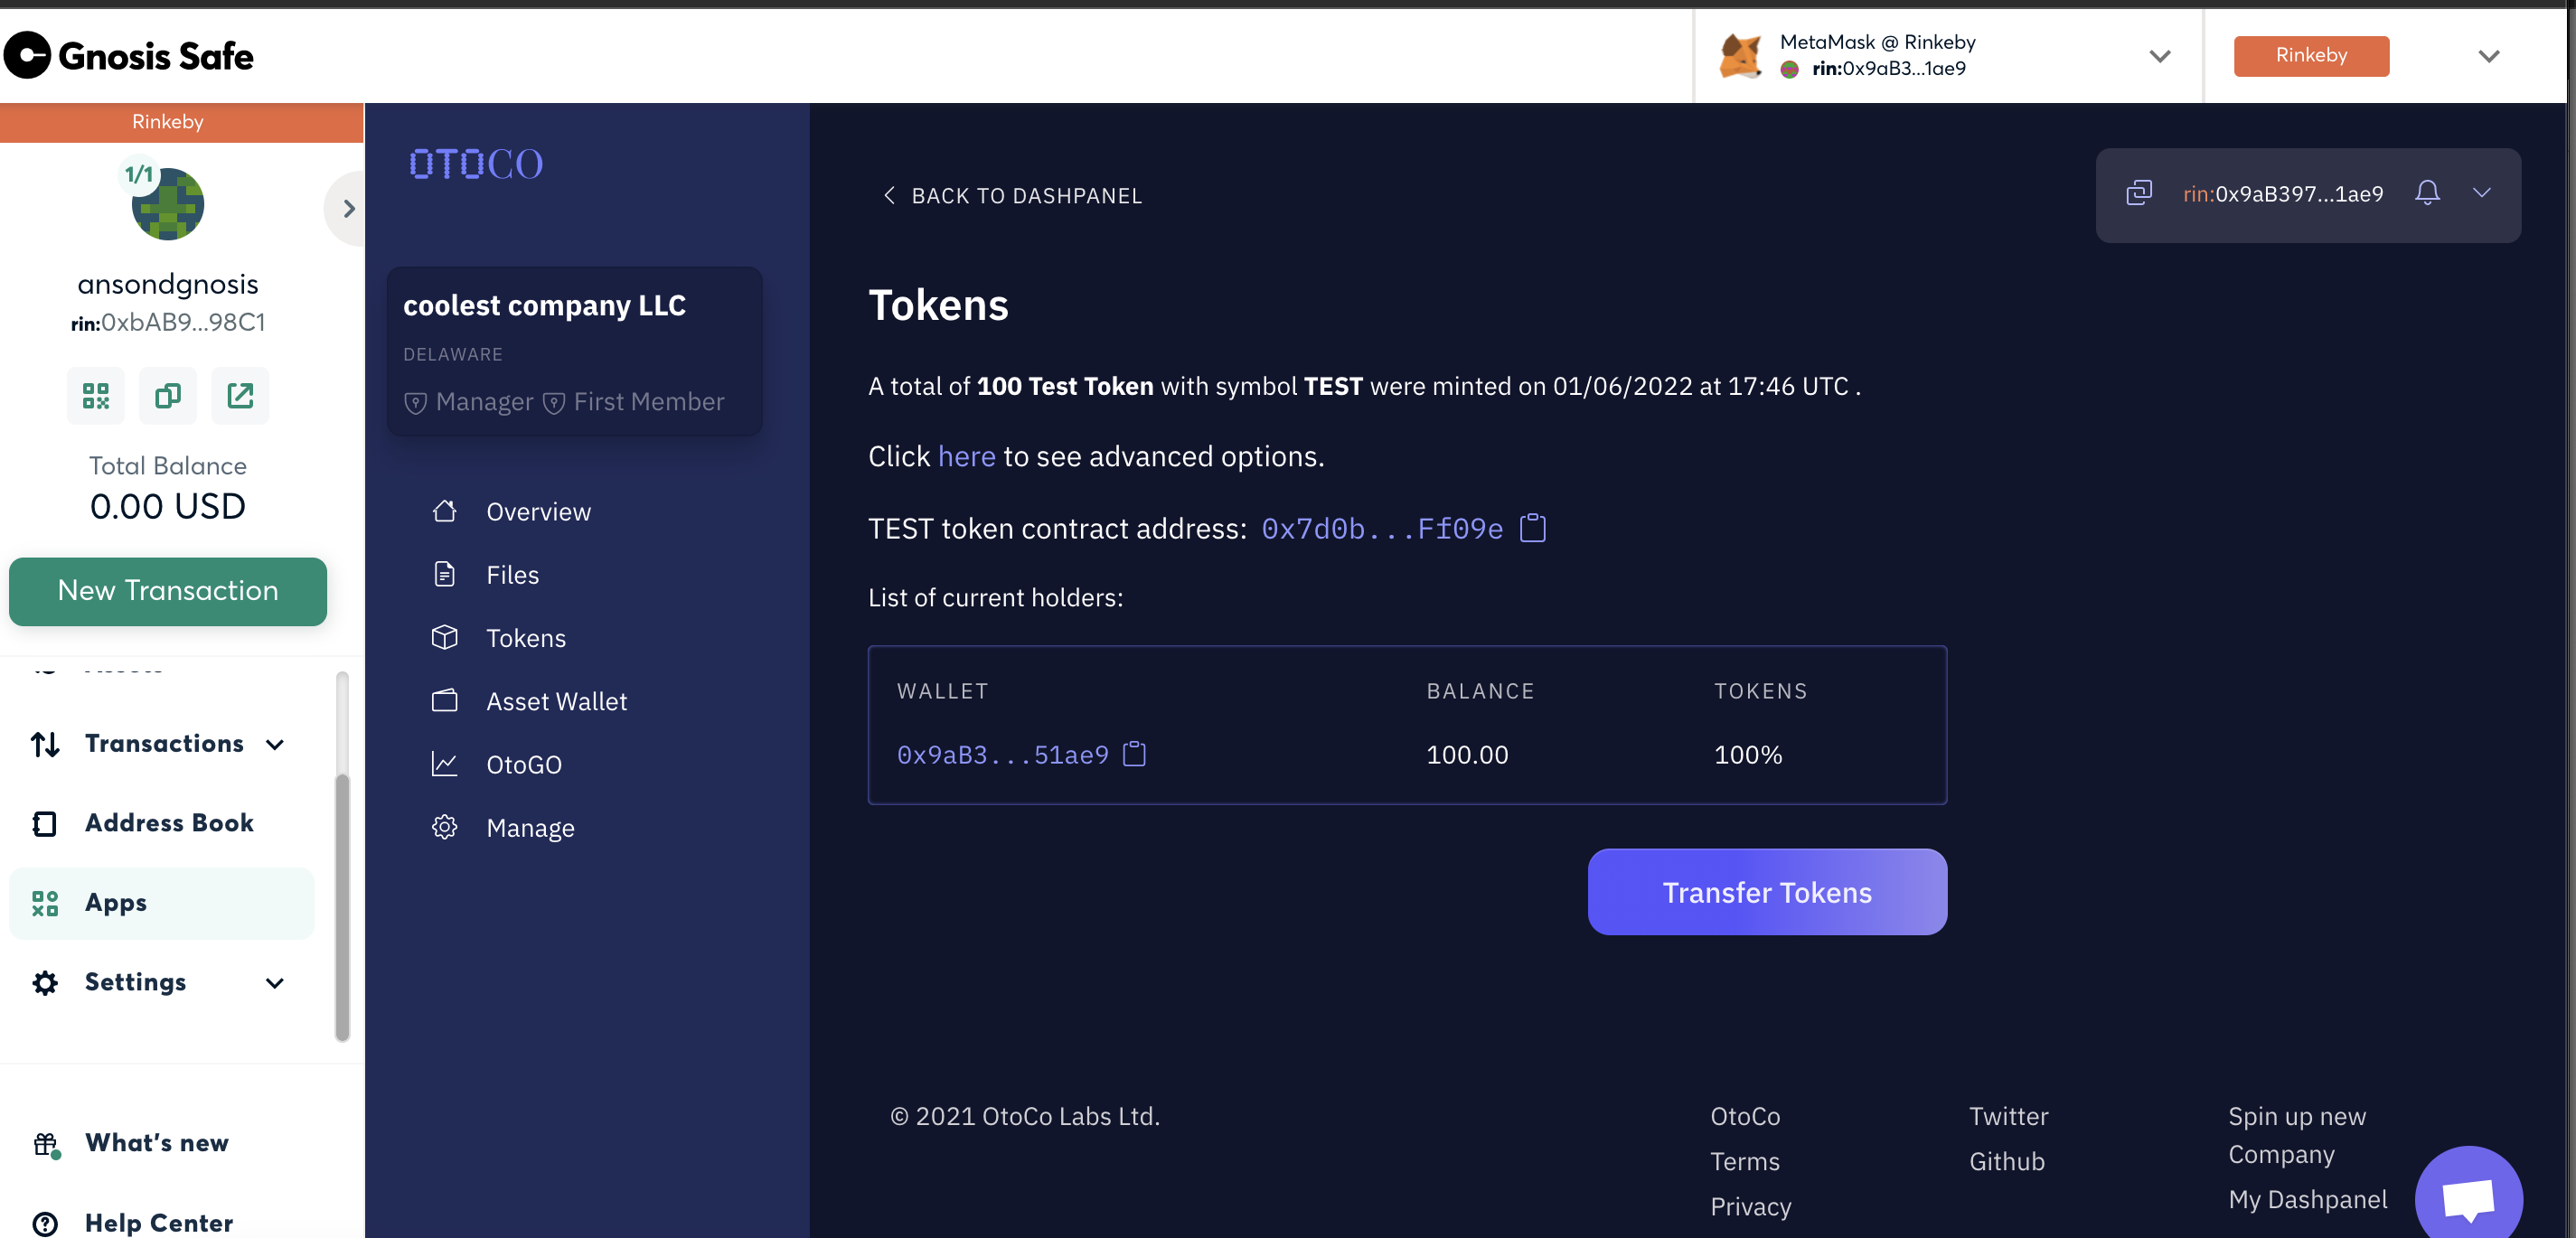 Gnosis Safe
MetaMask @ Rinkeby
rin:0x9aB3...1ae9
Rinkeby
Rinkeby
1/1
ansondgnosis
rin:0xbAB9...98C1
Total Balance
0.00 USD
New Transaction
Assets
Transactions
Address Book
Apps
Settings
What's new
Help Center
OTOCO
coolest company LLC
DELAWARE
Manager First Member
Overview
Files
Tokens
Asset Wallet
OtoGO
Manage
BACK TO DASHPANEL
rin:0x9aB397...1ae9
Tokens
A total of 100 Test Token with symbol TEST were minted on 01/06/2022 at 17:46 UTC .
Click here to see advanced options.
TEST token contract address: 0x7d0b...Ff09e
List of current holders:
WALLET BALANCE TOKENS
0x9aB3...51ae9 100.00 100%
Transfer Tokens
© 2021 OtoCo Labs Ltd.
OtoCo
Terms
Privacy
Twitter
Github
Spin up new
Company
My Dashpanel